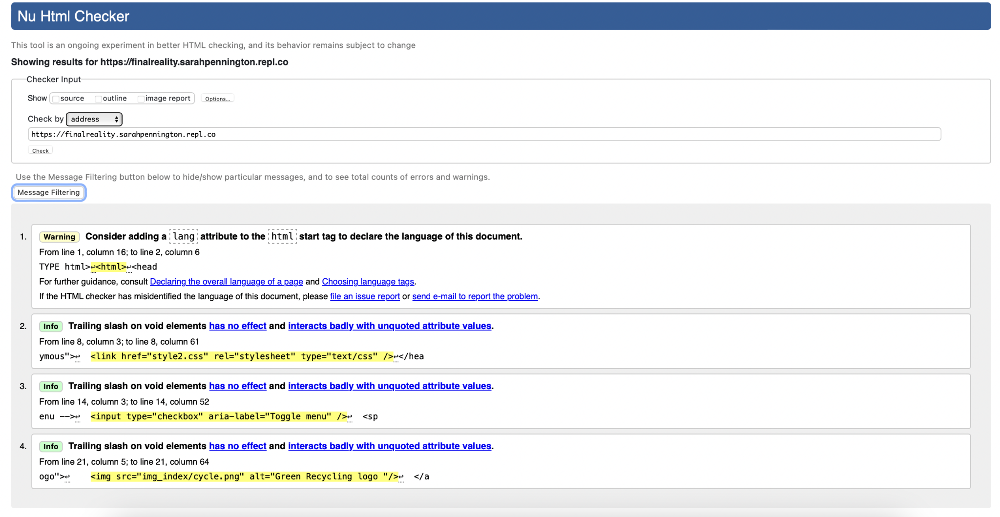 Nu Html Checker
This tool is an ongoing experiment in better HTML checking, and its behavior remains subject to change
Showing results for https://finalreality.sarahpennington.repl.co
Checker Input
Show source outline image report Options...
Check by address
https://finalreality.sarahpennington.repl.co
Check
Use the Message Filtering button below to hide/show particular messages, and to see total counts of errors and warnings.
Message Filtering
1. Warning Consider adding a lang attribute to the html start tag to declare the language of this document.
From line 1, column 16; to line 2, column 6
TYPE html>↩<html>↩<head
For further guidance, consult Declaring the overall language of a page and Choosing language tags.
If the HTML checker has misidentified the language of this document, please file an issue report or send e-mail to report the problem.
2. Info Trailing slash on void elements has no effect and interacts badly with unquoted attribute values.
From line 8, column 3; to line 8, column 61
ymous">↩  <link href="style2.css" rel="stylesheet" type="text/css" />↩</hea
3. Info Trailing slash on void elements has no effect and interacts badly with unquoted attribute values.
From line 14, column 3; to line 14, column 52
enu -->↩  <input type="checkbox" aria-label="Toggle menu" />↩  <sp
4. Info Trailing slash on void elements has no effect and interacts badly with unquoted attribute values.
From line 21, column 5; to line 21, column 64
ogo">↩    <img src="img_index/cycle.png" alt="Green Recycling logo "/>↩  </a